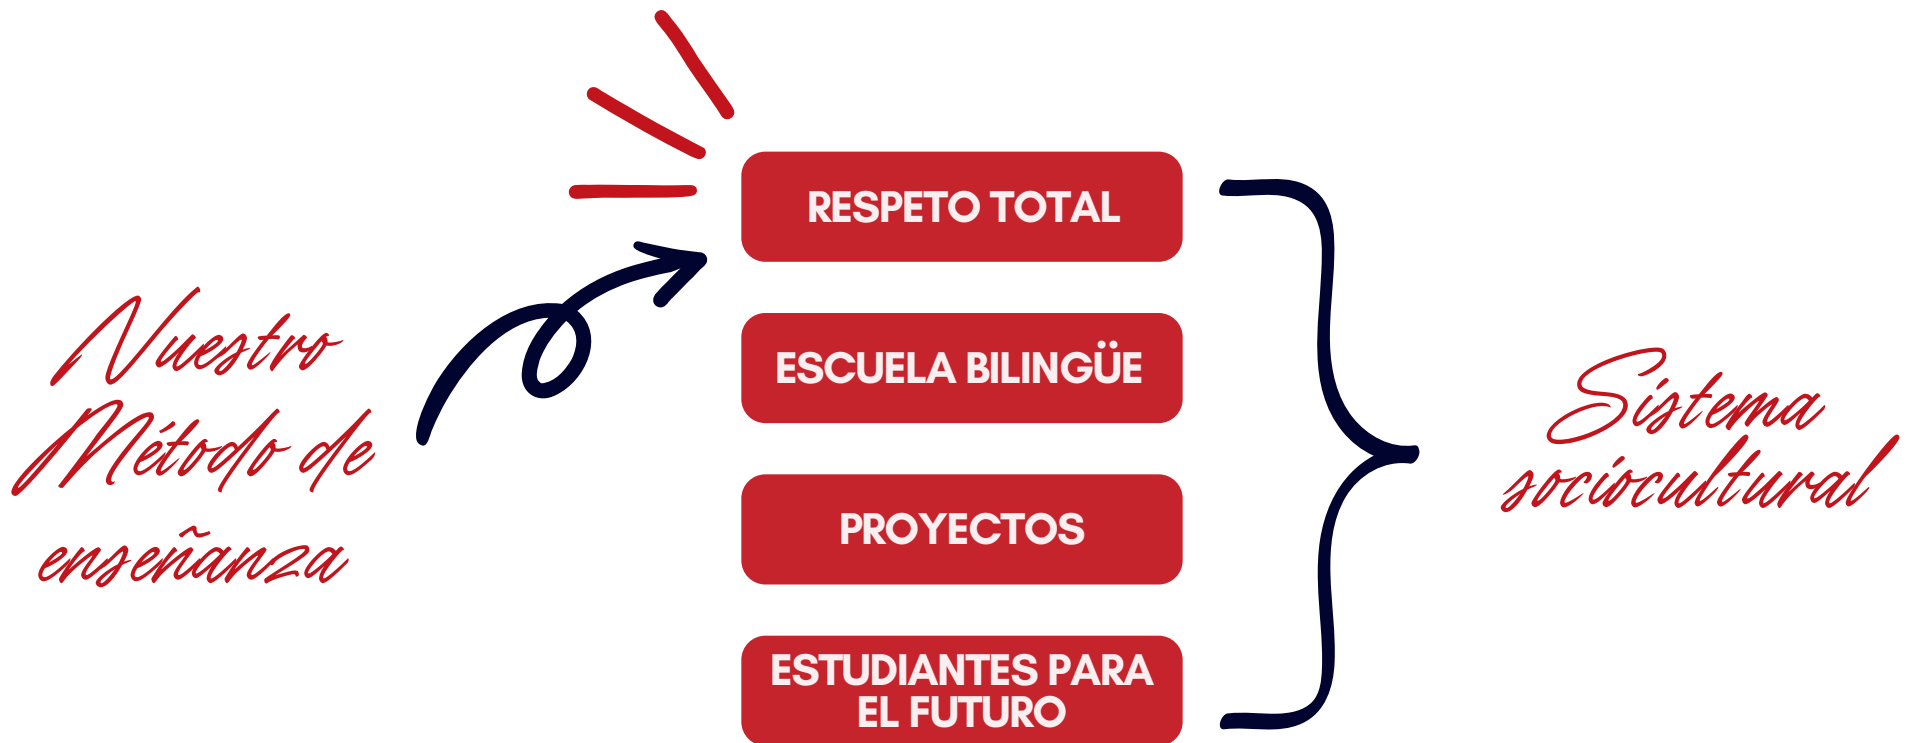 Nuestro
Método de
enseñanza
RESPETO TOTAL
ESCUELA BILINGÜE
PROYECTOS
ESTUDIANTES PARA
EL FUTURO
Sistema
sociocultural